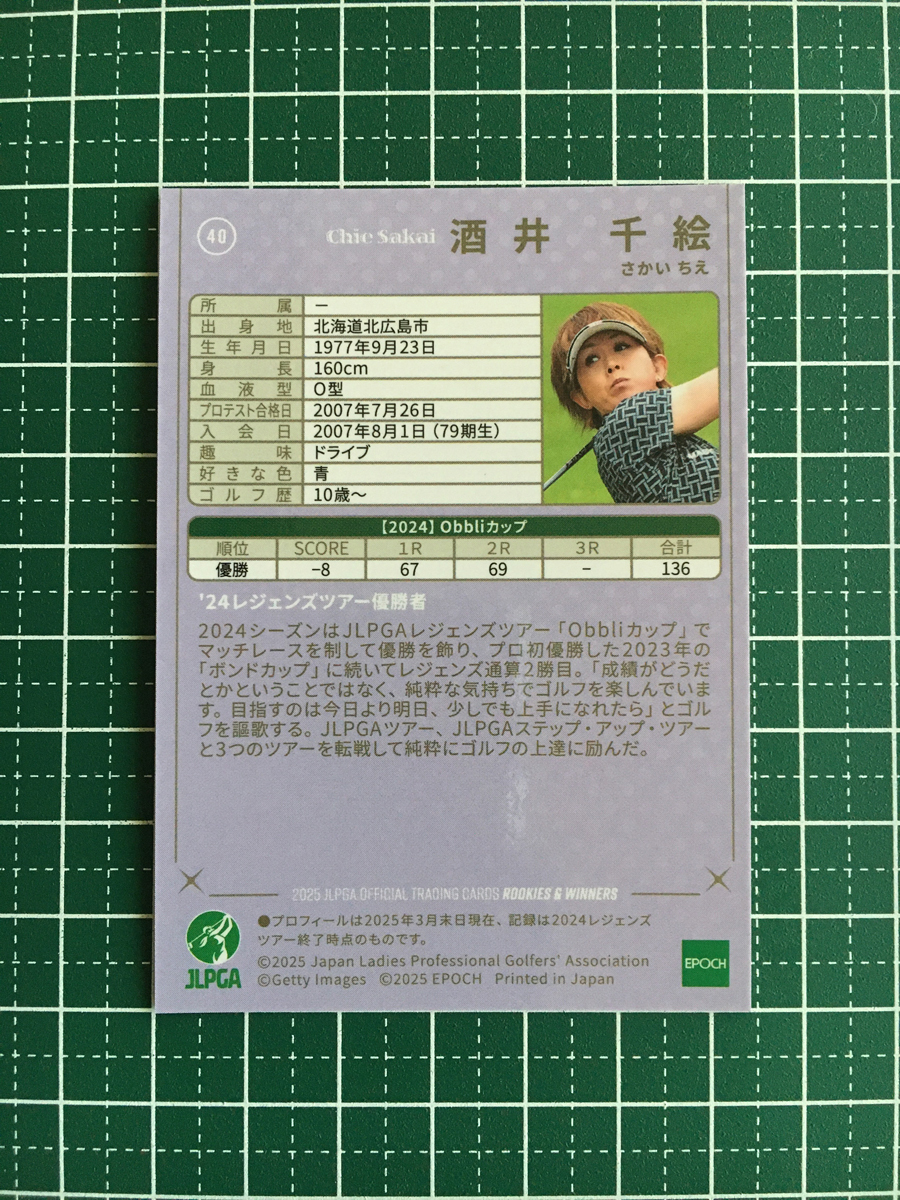 40 Chie Sakai 酒井 千絵
さかい ちえ
所属 ー
出身地 北海道北広島市
生年月日 1977年9月23日
身長 160cm
血液型 O型
プロテスト合格日 2007年7月26日
入会日 2007年8月1日（79期生）
趣味 ドライブ
好きな色 青
ゴルフ歴 10歳〜
【2024】Obbliカップ
順位 SCORE 1R 2R 3R 合計
優勝 −8 67 69 − 136
'24レジェンズツアー優勝者
2024シーズンはJLPGAレジェンズツアー「Obbliカップ」で
マッチレースを制して優勝を飾り、プロ初優勝した2023年の
「ボンドカップ」に続いてレジェンズ通算2勝目。「成績がどうだ
とかということではなく、純粋な気持ちでゴルフを楽しんでいま
す。目指すのは今日より明日、少しでも上手になれたら」とゴル
フを謳歌する。JLPGAツアー、JLPGAステップ・アップ・ツアー
と3つのツアーを転戦して純粋にゴルフの上達に励んだ。
2025 JLPGA OFFICIAL TRADING CARDS ROOKIES & WINNERS
●プロフィールは2025年3月末日現在、記録は2024レジェンズ
ツアー終了時点のものです。
©2025 Japan Ladies Professional Golfers' Association
©Getty Images ©2025 EPOCH Printed in Japan
JLPGA
EPOCH